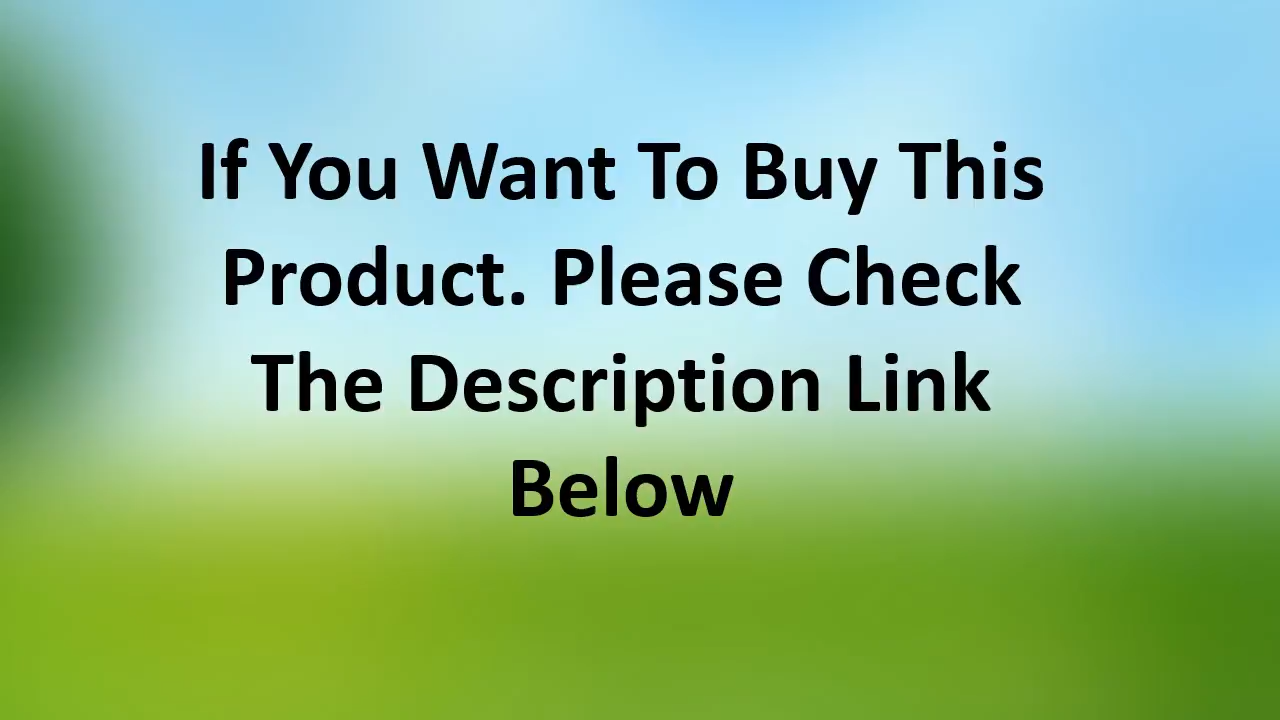 If You Want To Buy This
Product. Please Check
The Description Link
Below